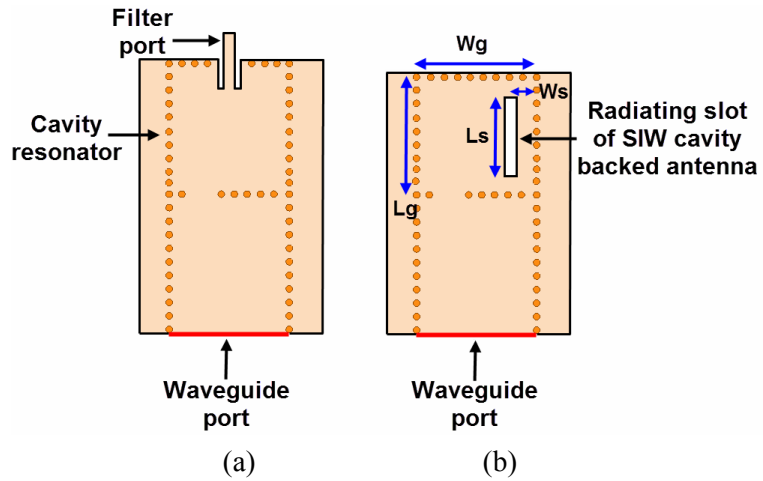 Filter
port
Cavity
resonator
Waveguide
port
(a)
Wg
Ws
Ls
Lg
Radiating slot
of SIW cavity
backed antenna
Waveguide
port
(b)